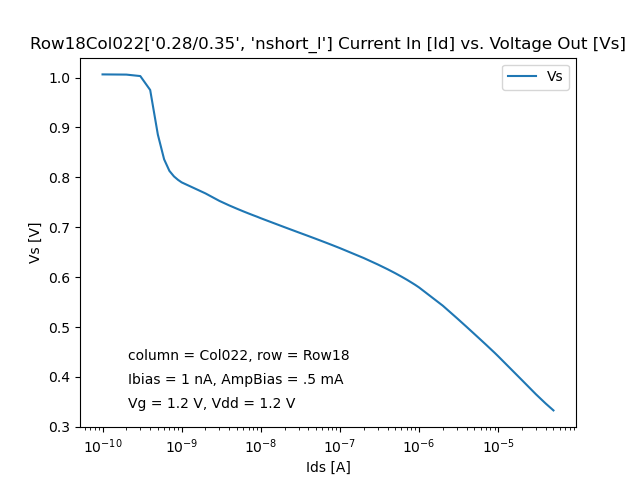 Row18Col022['0.28/0.35', 'nshort_l'] Current In [Id] vs. Voltage Out [Vs]
Vs
1.0
0.9
0.8
0.7
0.6
0.5
0.4
0.3
Vs [V]
column = Col022, row = Row18
Ibias = 1 nA, AmpBias = .5 mA
Vg = 1.2 V, Vdd = 1.2 V
10⁻¹⁰ 10⁻⁹ 10⁻⁸ 10⁻⁷ 10⁻⁶ 10⁻⁵
Ids [A]